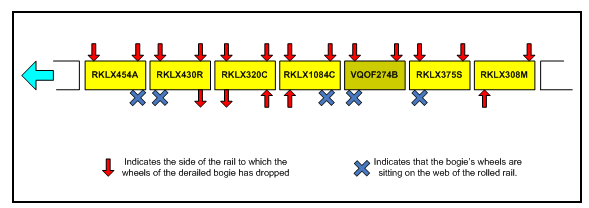 RKLX454A RKLX430R RKLX320C RKLX1084C VQOF274B RKLX375S RKLX308M
Indicates the side of the rail to which the
wheels of the derailed bogie has dropped
Indicates that the bogie's wheels are
sitting on the web of the rolled rail.